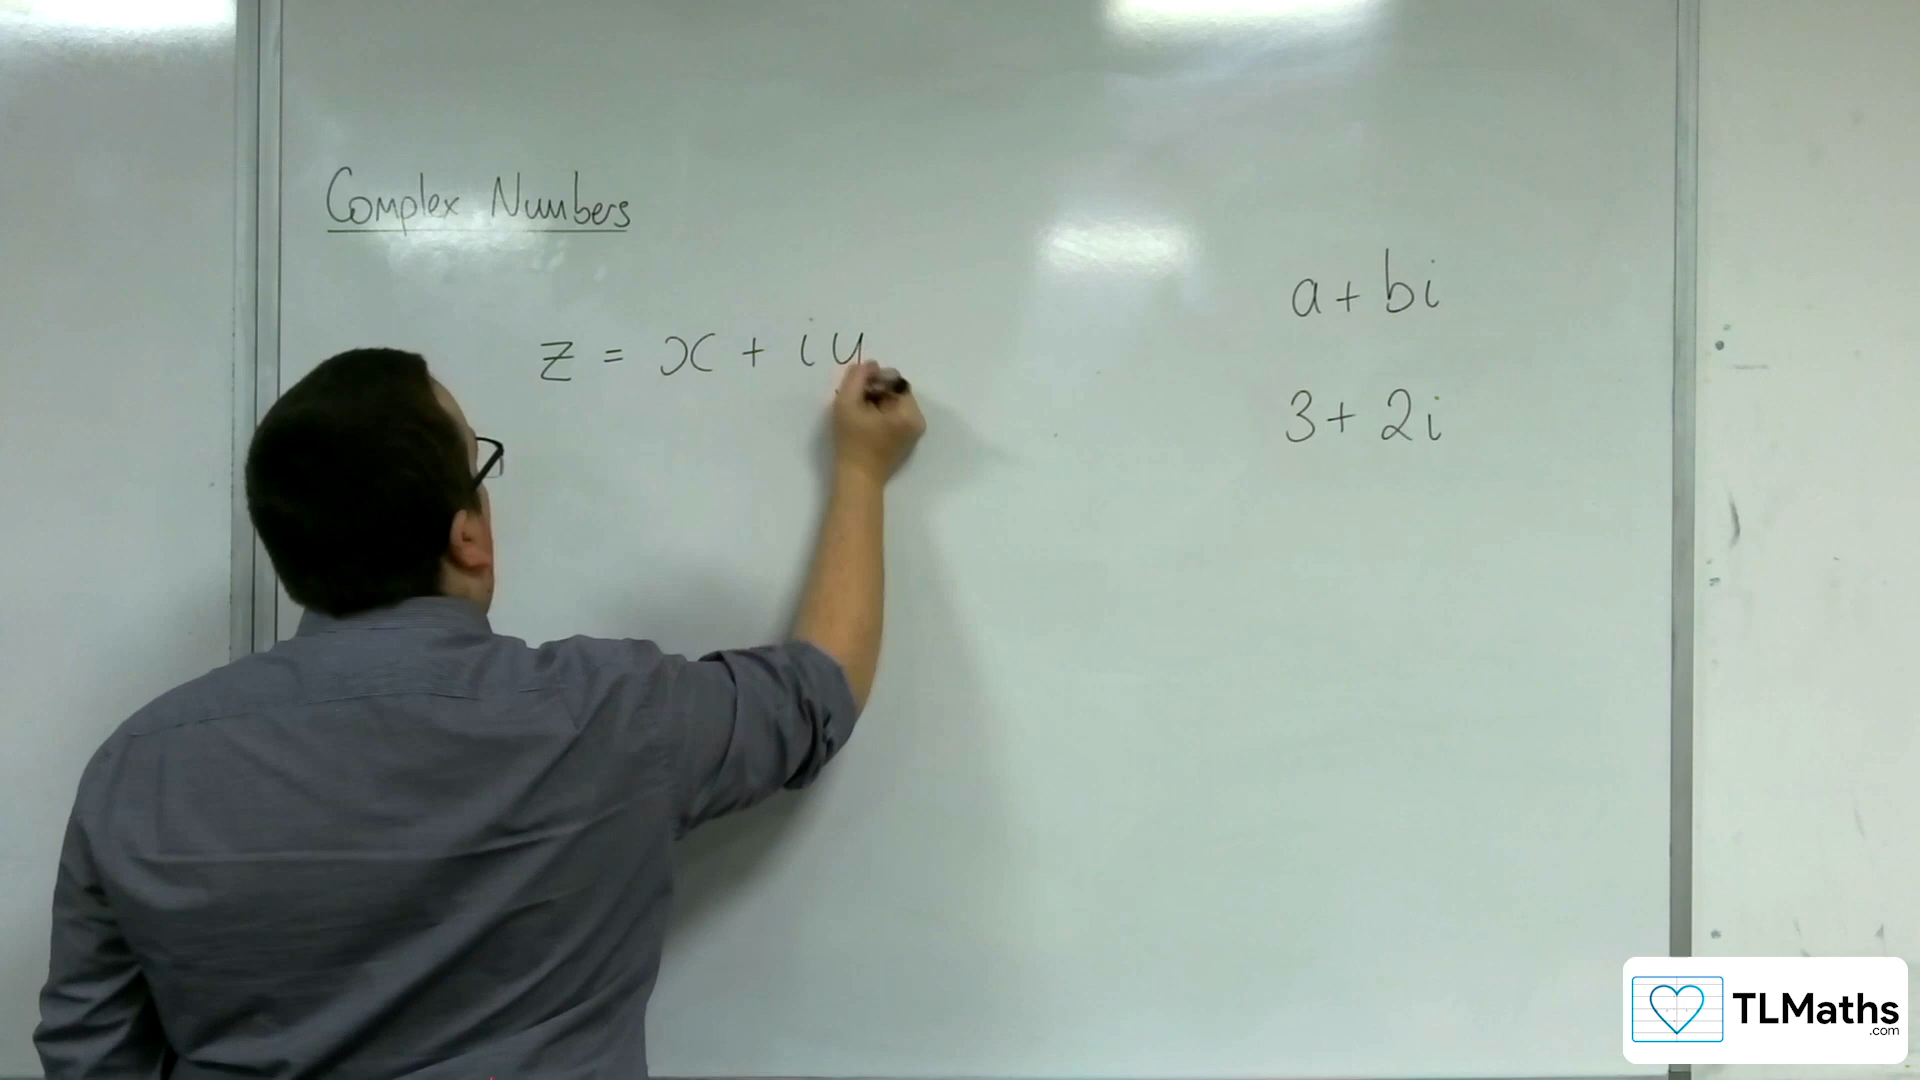 Complex Numbers
z = x + iy
a + bi
3 + 2i
TLMaths
.com